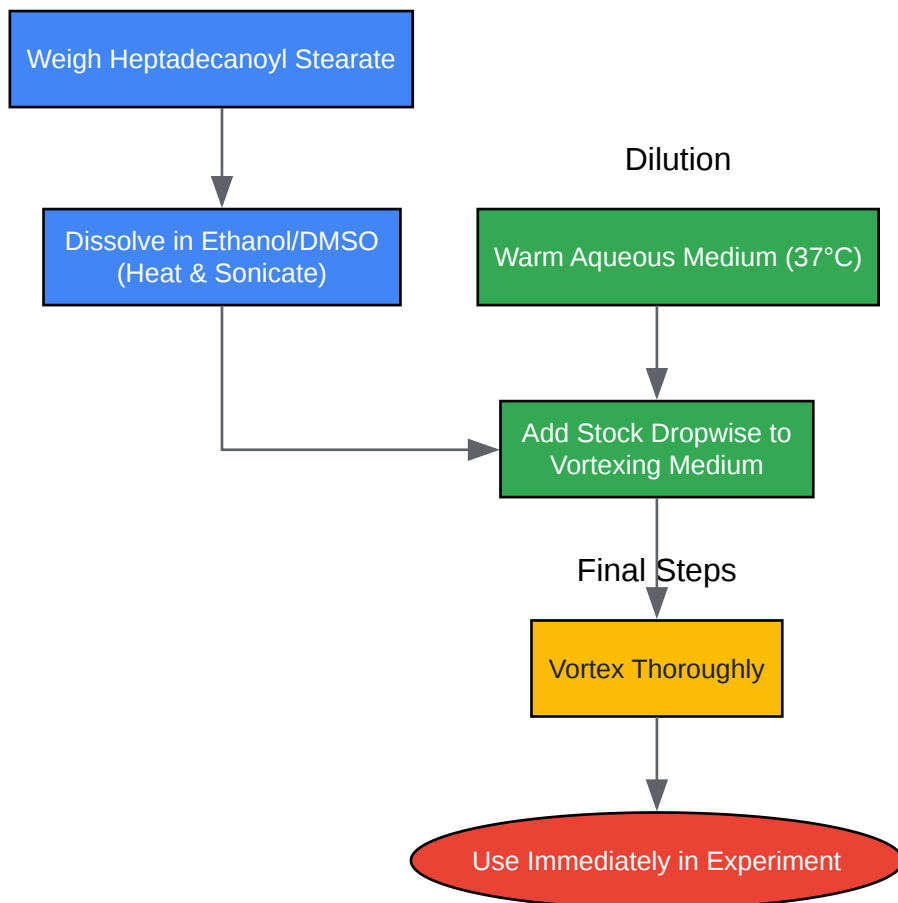 Weigh Heptadecanoyl Stearate
Dilution
Dissolve in Ethanol/DMSO
(Heat & Sonicate)
Warm Aqueous Medium (37°C)
Add Stock Dropwise to
Vortexing Medium
Final Steps
Vortex Thoroughly
Use Immediately in Experiment